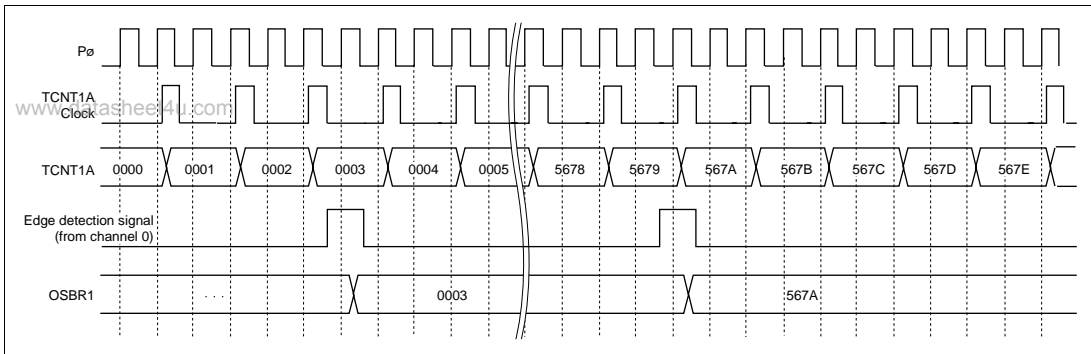 Pø
TCNT1A
Clock
www.datasheet4u.com
TCNT1A 0000 0001 0002 0003 0004 0005 5678 5679 567A 567B 567C 567D 567E
Edge detection signal
(from channel 0)
OSBR1 · · · 0003 567A